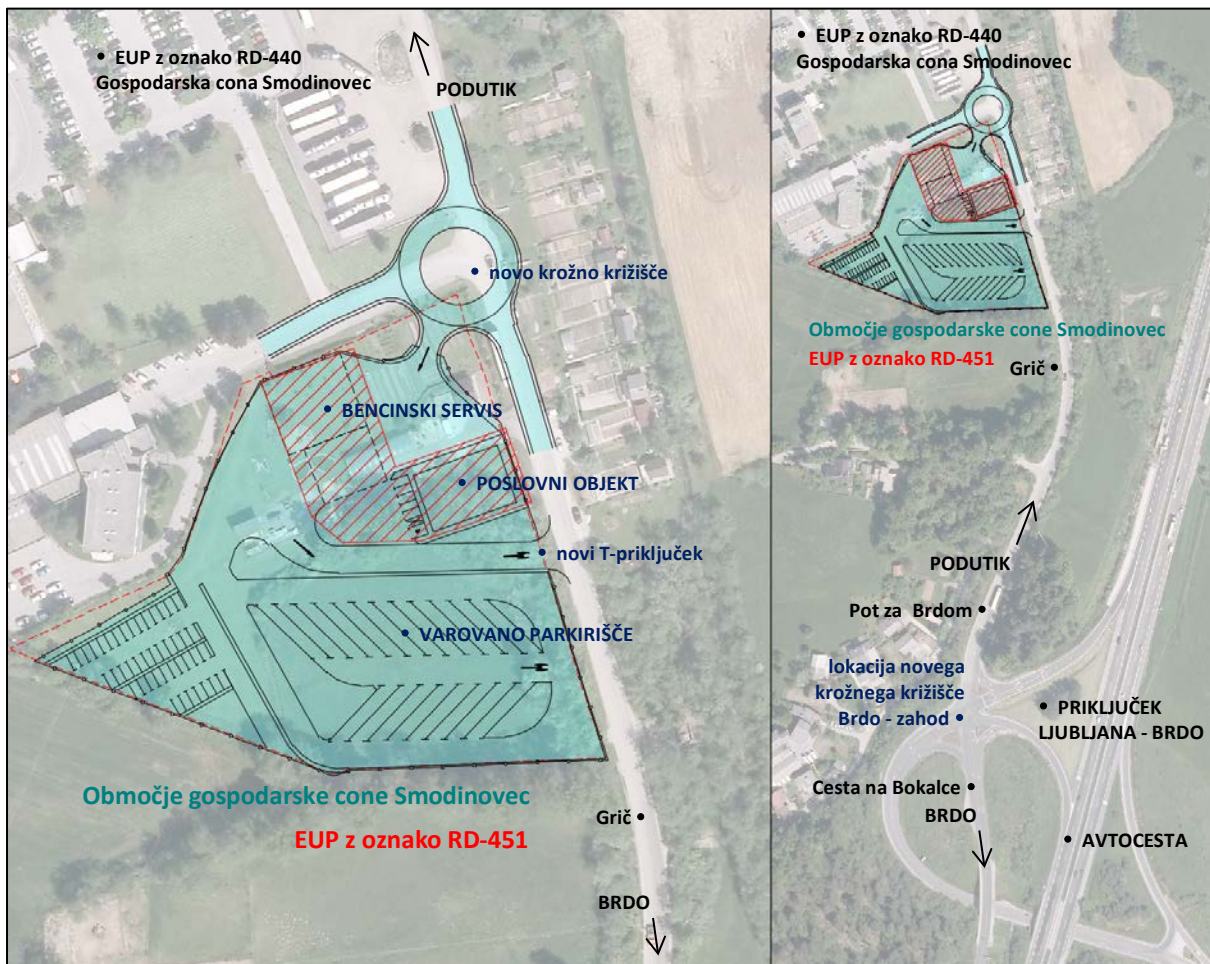 • EUP z oznako RD-440
Gospodarska cona Smodinovec
PODUTIK
• novo krožno križišče
• BENCINSKI SERVIS
• POSLOVNI OBJEKT
• novi T-priključek
• VAROVANO PARKIRIŠČE
Območje gospodarske cone Smodinovec
EUP z oznako RD-451
Grič •
BRDO
• EUP z oznako RD-440
Gospodarska cona Smodinovec
Območje gospodarske cone Smodinovec
EUP z oznako RD-451
Grič •
PODUTIK
Pot za Brdom •
lokacija novega
krožnega križišče
Brdo - zahod •
• PRIKLJUČEK
LJUBLJANA - BRDO
Cesta na Bokalce •
BRDO
• AVTOCESTA